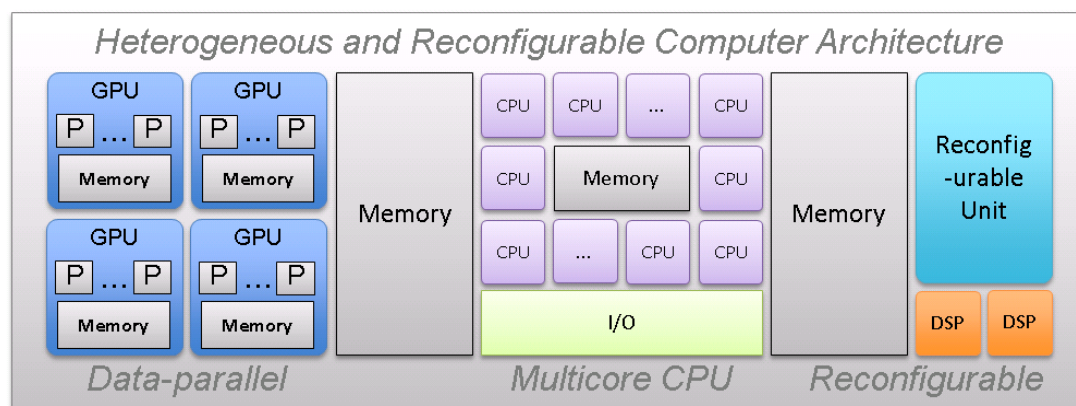 Heterogeneous and Reconfigurable Computer Architecture
GPU
P ... P
Memory
GPU
P ... P
Memory
GPU
P ... P
Memory
GPU
P ... P
Memory
Memory
CPU
CPU
...
CPU
CPU
Memory
CPU
CPU
...
CPU
CPU
I/O
Memory
Reconfig
-urable
Unit
DSP
DSP
Data-parallel
Multicore CPU
Reconfigurable